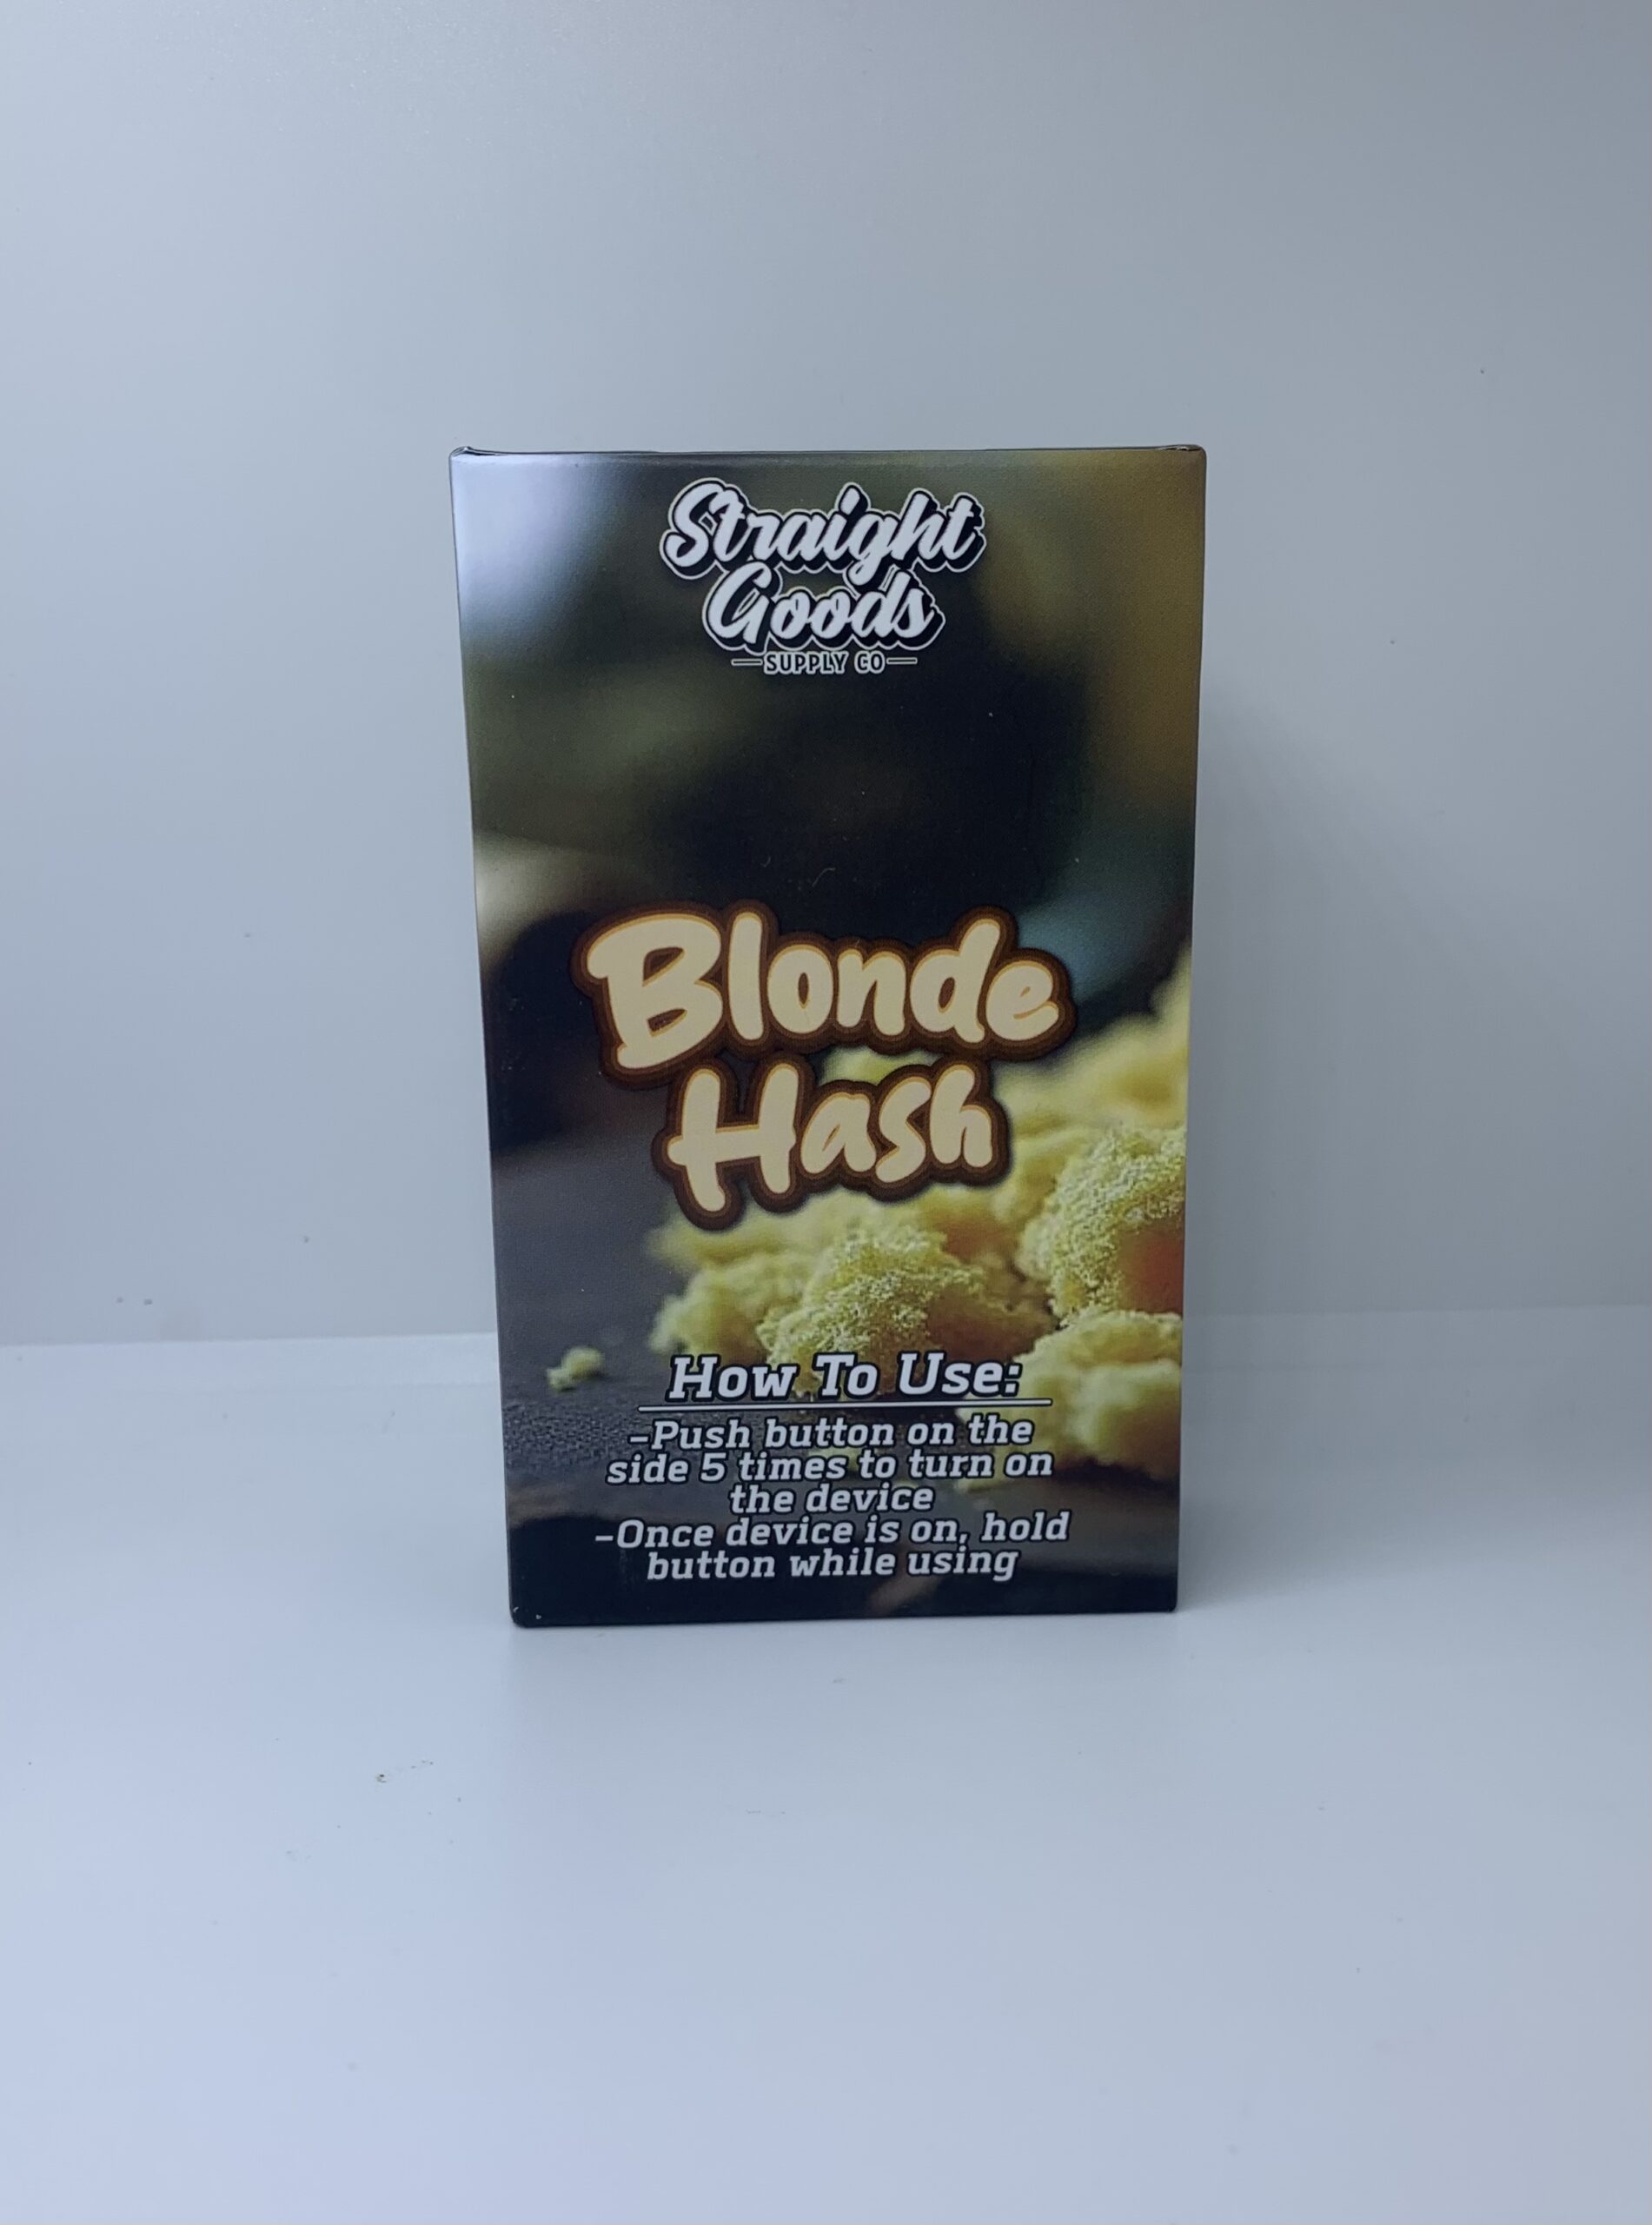 Straight
Goods
SUPPLY CO
Blonde
Hash
How To Use:
-Push button on the
side 5 times to turn on
the device
-Once device is on, hold
button while using